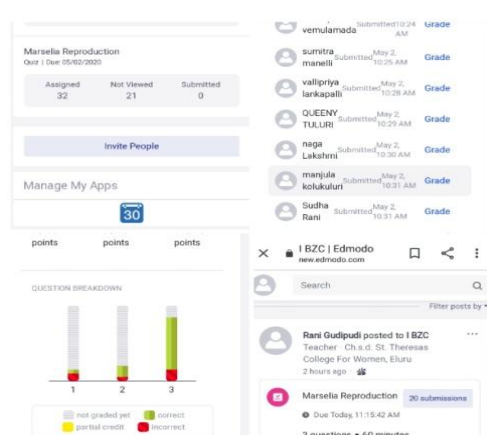 Marselia Reproduction
Quiz | Due 05/02/2020
Assigned Not Viewed Submitted
32 21 0
Invite People
Manage My Apps
30
points points points
QUESTION BREAKDOWN
1 2 3
not graded yet correct
partial credit incorrect
vemulamada Submitted 10:24 AM
sumitra manelli Submitted May 2, 10:25 AM Grade
vallipriya lankapalli Submitted May 2, 10:28 AM Grade
QUEENY TULURI Submitted May 2, 10:29 AM Grade
naga Lakshmi Submitted May 2, 10:30 AM Grade
manjula kolukuluri Submitted May 2, 10:31 AM Grade
Sudha Rani Submitted May 2, 10:31 AM Grade
I BZC | Edmodo
new.edmodo.com
Search
Filter posts by
Rani Gudipudi posted to I BZC
Teacher Ch.s.d. St. Theresas
College For Women, Eluru
2 hours ago
Marselia Reproduction 20 submissions
Due Today, 11:15:42 AM
3 questions • 60 minutes